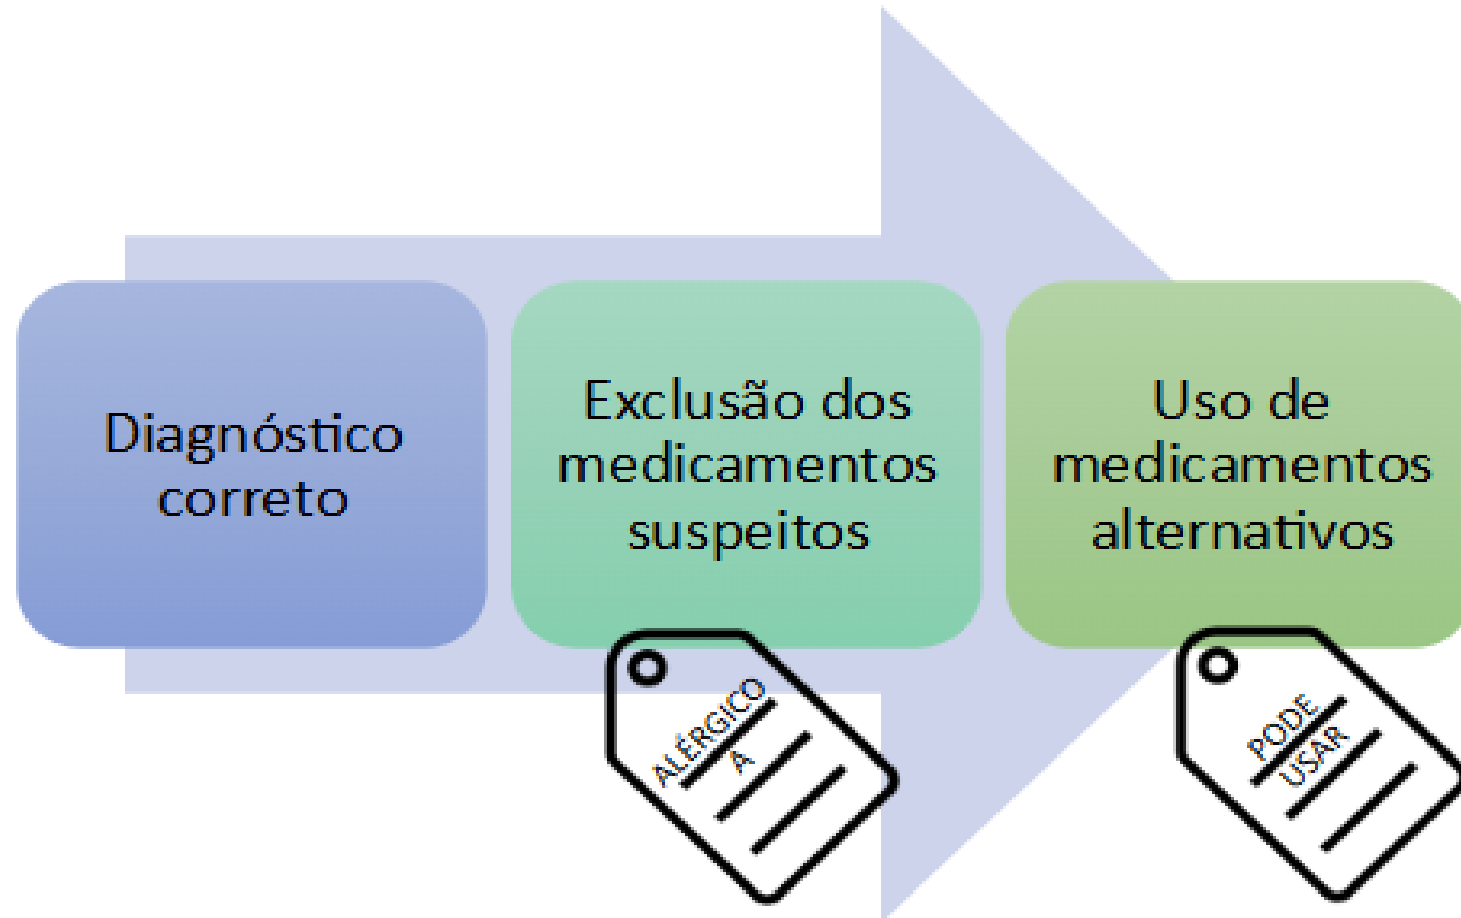 Diagnóstico
correto
Exclusão dos
medicamentos
suspeitos
ALÉRGICO
A
Uso de
medicamentos
alternativos
PODE
USAR